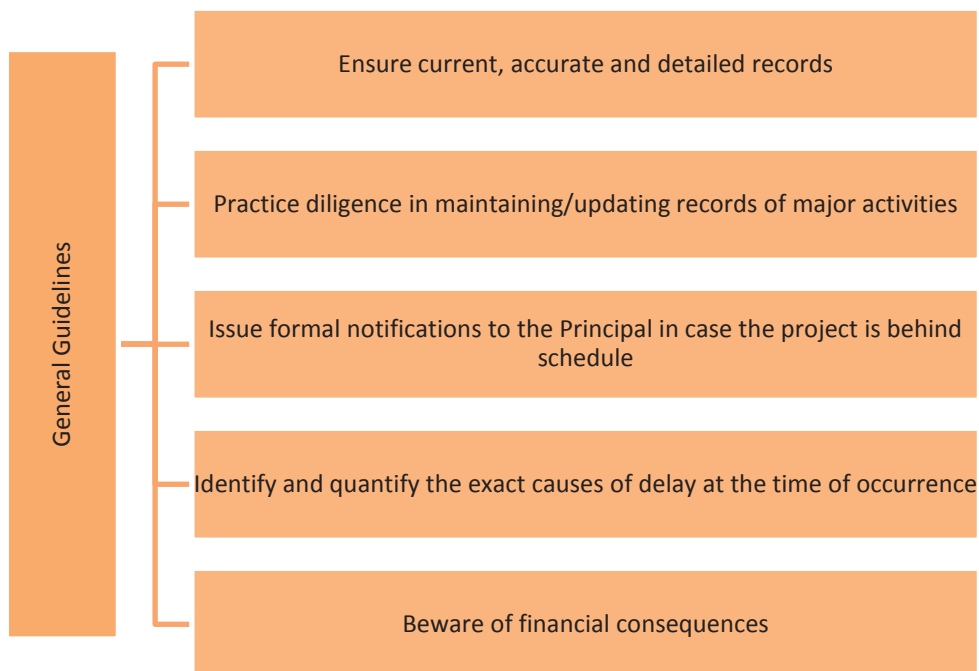 General Guidelines
Ensure current, accurate and detailed records
Practice diligence in maintaining/updating records of major activities
Issue formal notifications to the Principal in case the project is behind
schedule
Identify and quantify the exact causes of delay at the time of occurrence
Beware of financial consequences